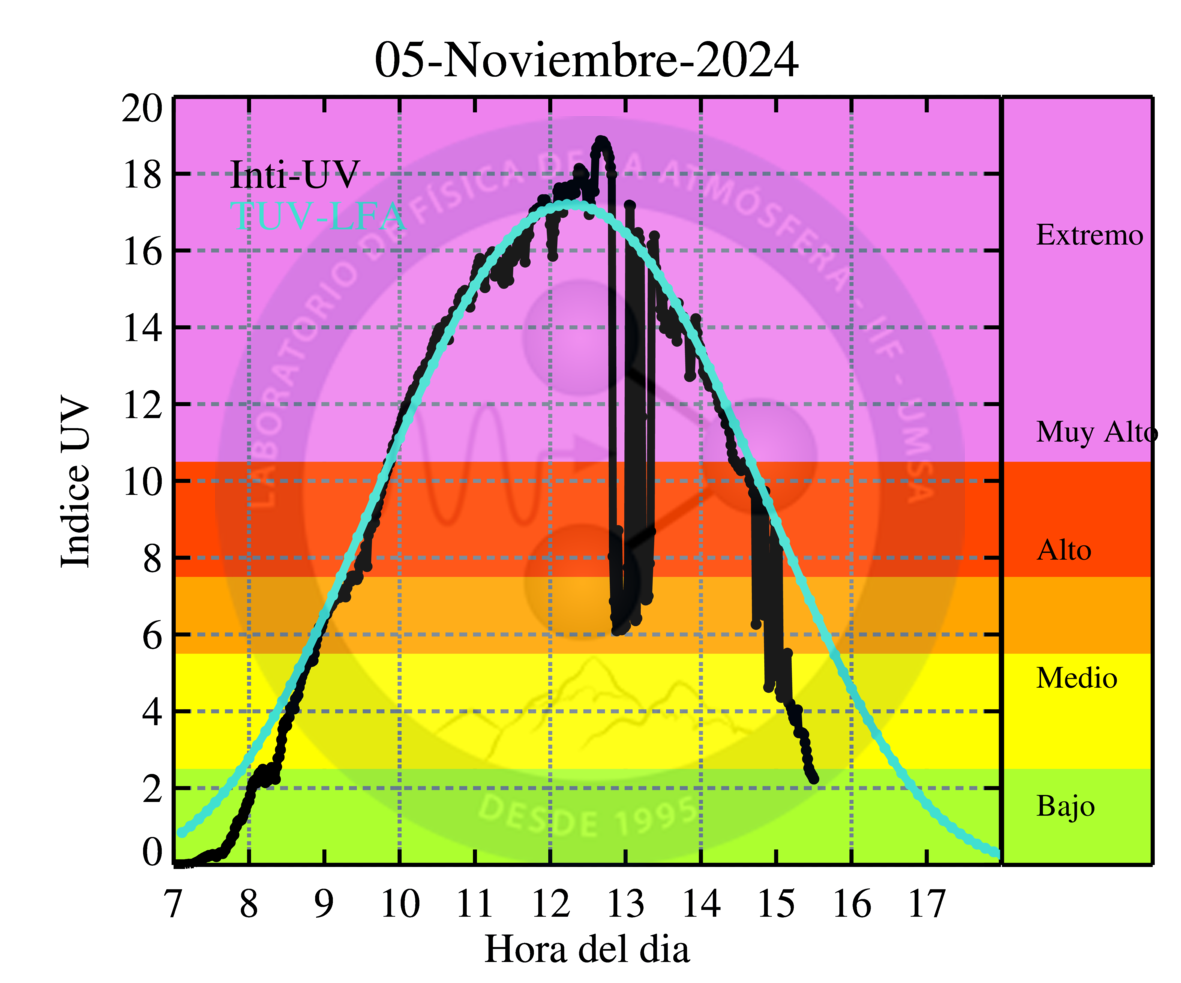 05-Noviembre-2024
Indice UV
20
18
16
14
12
10
8
6
4
2
0
Inti-UV
TUV-LFA
LABORATORIO DE FÍSICA DE LA ATMÓSFERA - IIF - UMSA
DESDE 1995
Extremo
Muy Alto
Alto
Medio
Bajo
7 8 9 10 11 12 13 14 15 16 17
Hora del dia